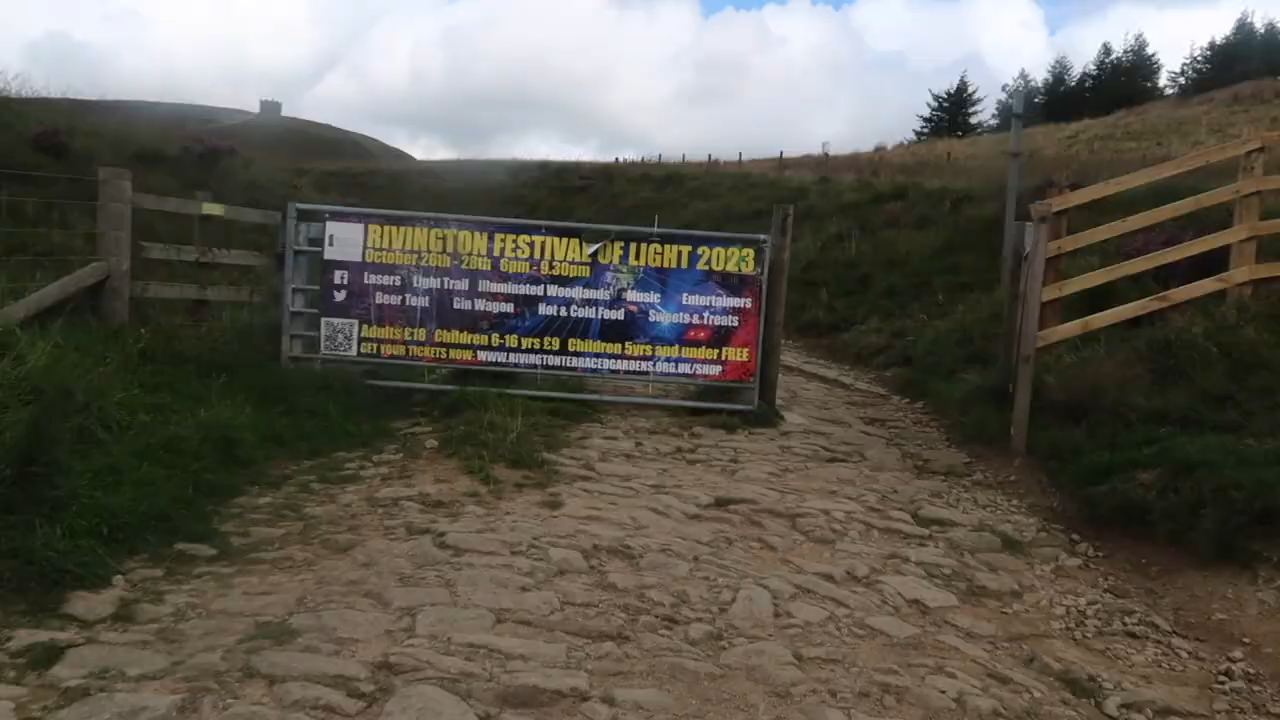 RIVINGTON FESTIVAL OF LIGHT 2023
October 26th - 28th 6pm - 9.30pm
Lasers Light Trail Illuminated Woodlands Music Entertainers
Beer Tent Gin Wagon Hot & Cold Food Sweets & Treats
Adults £18 Children 6-16 yrs £9 Children 5yrs and under FREE
GET YOUR TICKETS NOW: WWW.RIVINGTONTERRACEDGARDENS.ORG.UK/SHOP